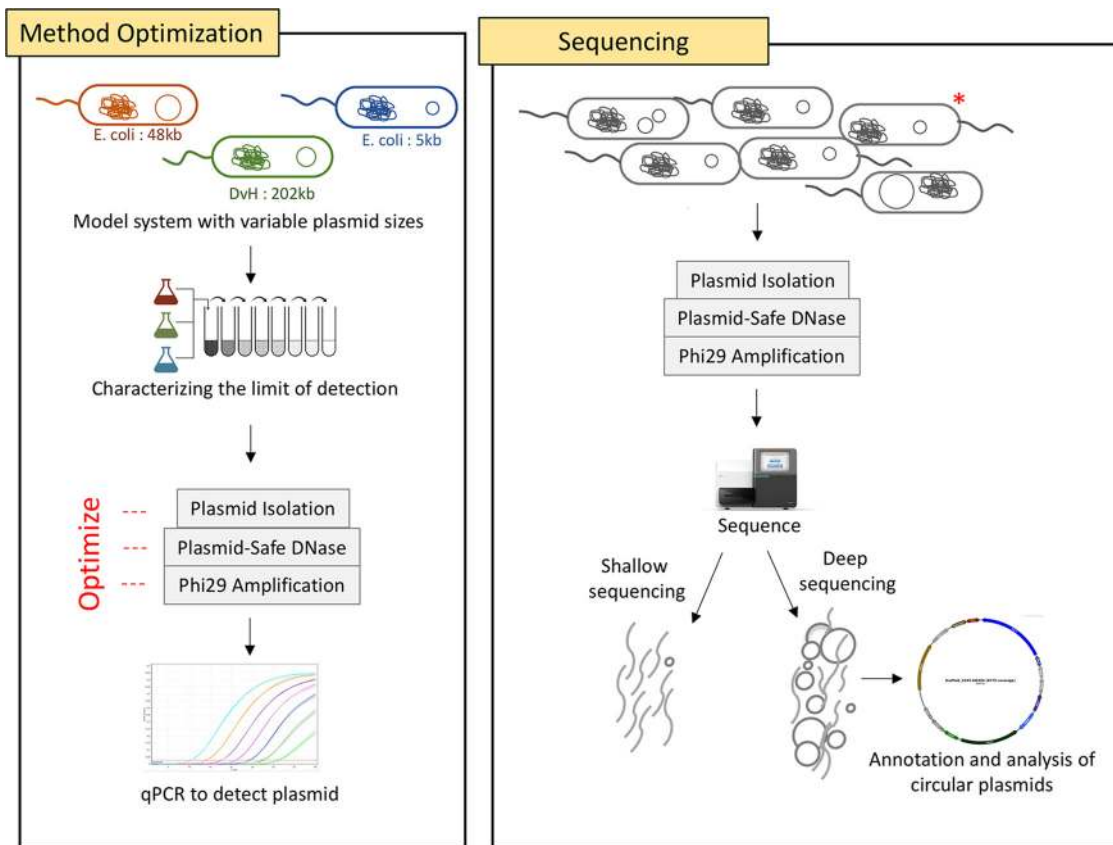 Method Optimization
E. coli : 48kb
E. coli : 5kb
DvH : 202kb
Model system with variable plasmid sizes
Characterizing the limit of detection
Optimize
Plasmid Isolation
Plasmid-Safe DNase
Phi29 Amplification
qPCR to detect plasmid
Sequencing
*
Plasmid Isolation
Plasmid-Safe DNase
Phi29 Amplification
Sequence
Shallow
sequencing
Deep
sequencing
Annotation and analysis of
circular plasmids